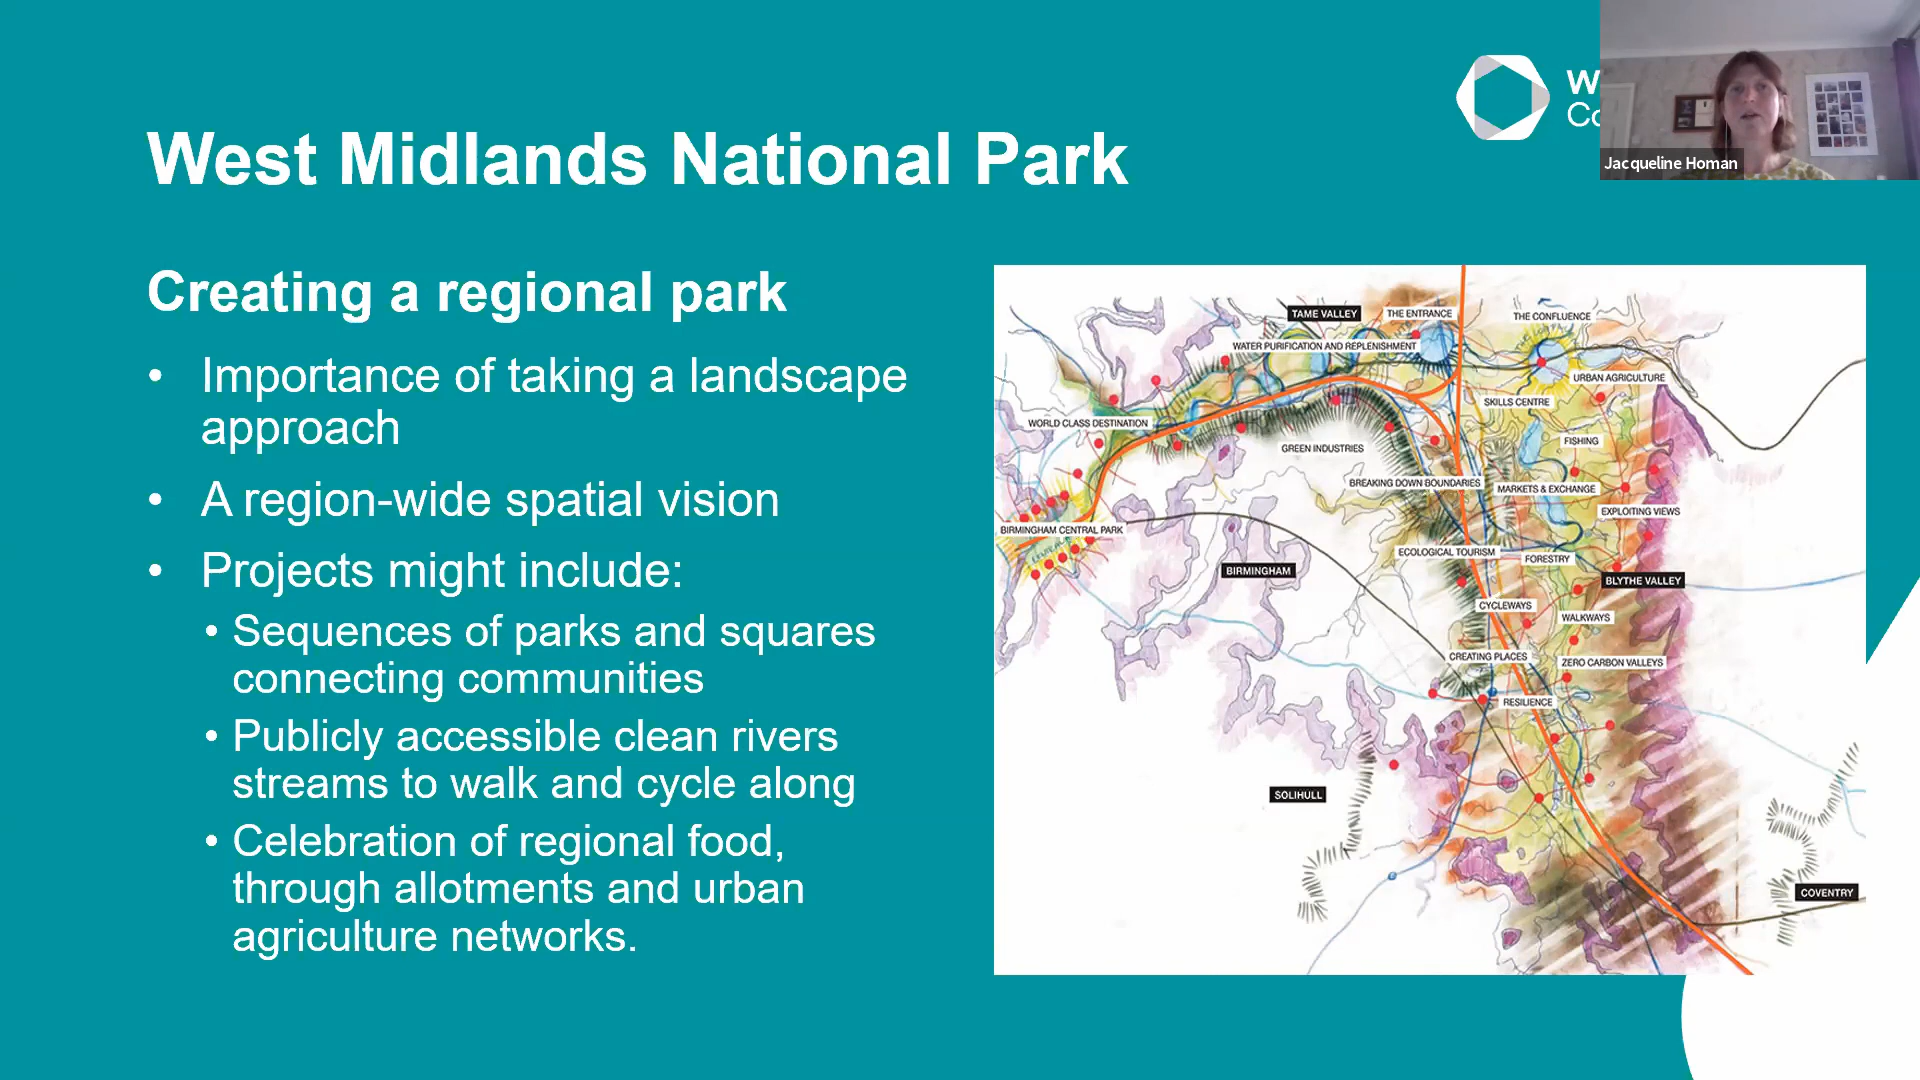 West Midlands National Park
Jacqueline Homan
Creating a regional park
• Importance of taking a landscape
approach
• A region-wide spatial vision
• Projects might include:
• Sequences of parks and squares
connecting communities
• Publicly accessible clean rivers
streams to walk and cycle along
• Celebration of regional food,
through allotments and urban
agriculture networks.
TAME VALLEY
THE ENTRANCE
THE CONFLUENCE
WATER PURIFICATION AND REPLENISHMENT
URBAN AGRICULTURE
SKILLS CENTRE
WORLD CLASS DESTINATION
FISHING
GREEN INDUSTRIES
BREAKING DOWN BOUNDARIES
MARKETS & EXCHANGE
EXPLOITING VIEWS
BIRMINGHAM CENTRAL PARK
ECOLOGICAL TOURISM
FORESTRY
BIRMINGHAM
BLYTHE VALLEY
CYCLEWAYS
WALKWAYS
CREATING PLACES
ZERO CARBON VALLEYS
RESILIENCE
SOLIHULL
COVENTRY